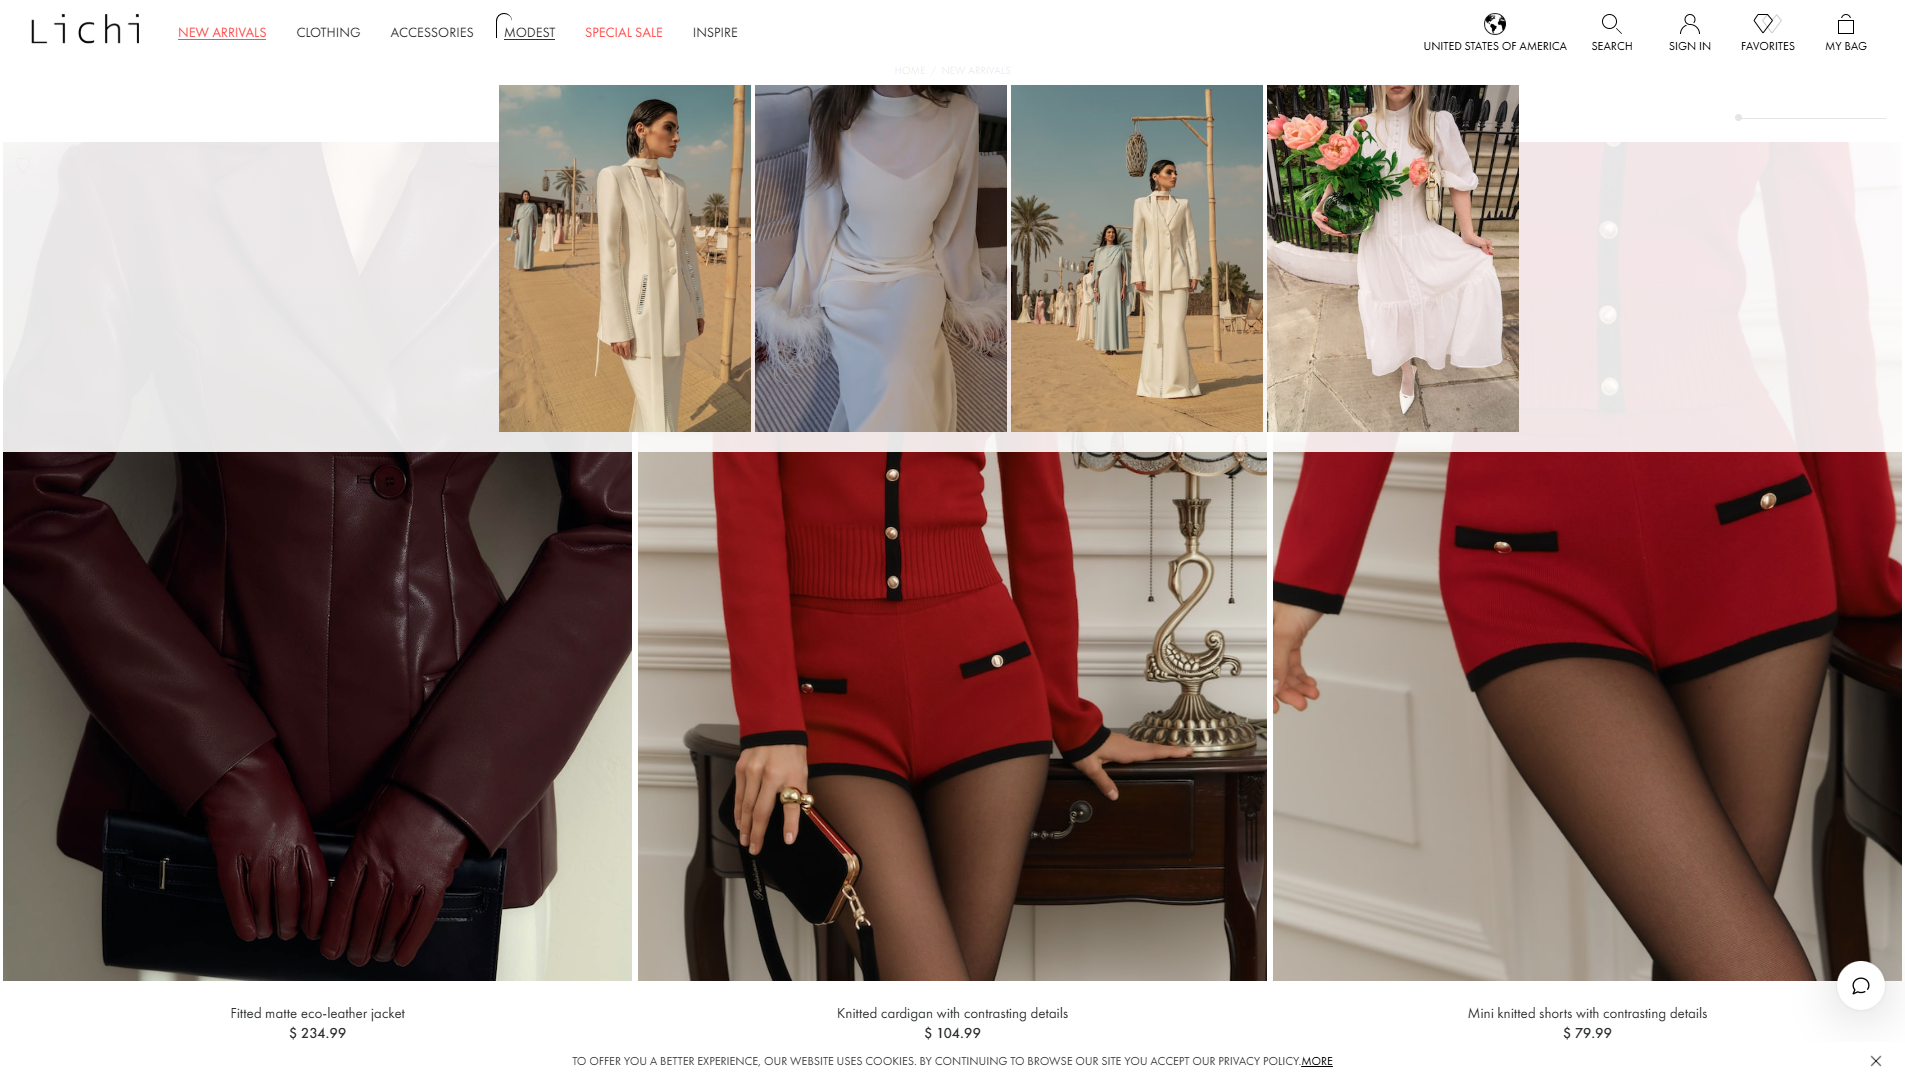 Lichi
NEW ARRIVALS
CLOTHING
ACCESSORIES
MODEST
SPECIAL SALE
INSPIRE
UNITED STATES OF AMERICA
SEARCH
SIGN IN
FAVORITES
MY BAG
HOME / NEW ARRIVALS
Fitted matte eco-leather jacket
$ 234.99
Knitted cardigan with contrasting details
$ 104.99
Mini knitted shorts with contrasting details
$ 79.99
TO OFFER YOU A BETTER EXPERIENCE, OUR WEBSITE USES COOKIES. BY CONTINUING TO BROWSE OUR SITE YOU ACCEPT OUR PRIVACY POLICY.MORE